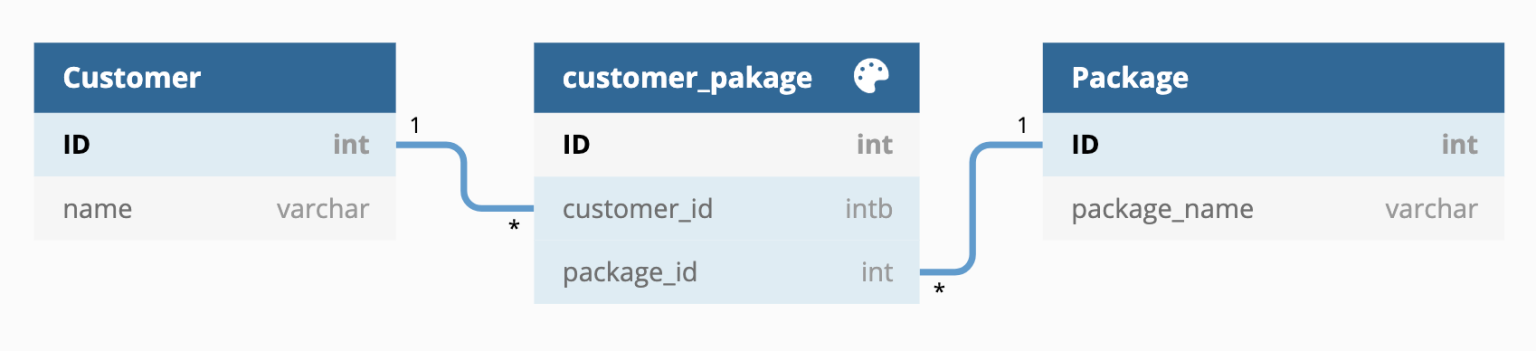 Customer
ID int
name varchar
1
*
customer_pakage
ID int
customer_id intb
package_id int
1
*
Package
ID int
package_name varchar